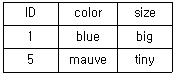 ID color size
1 blue big
5 mauve tiny